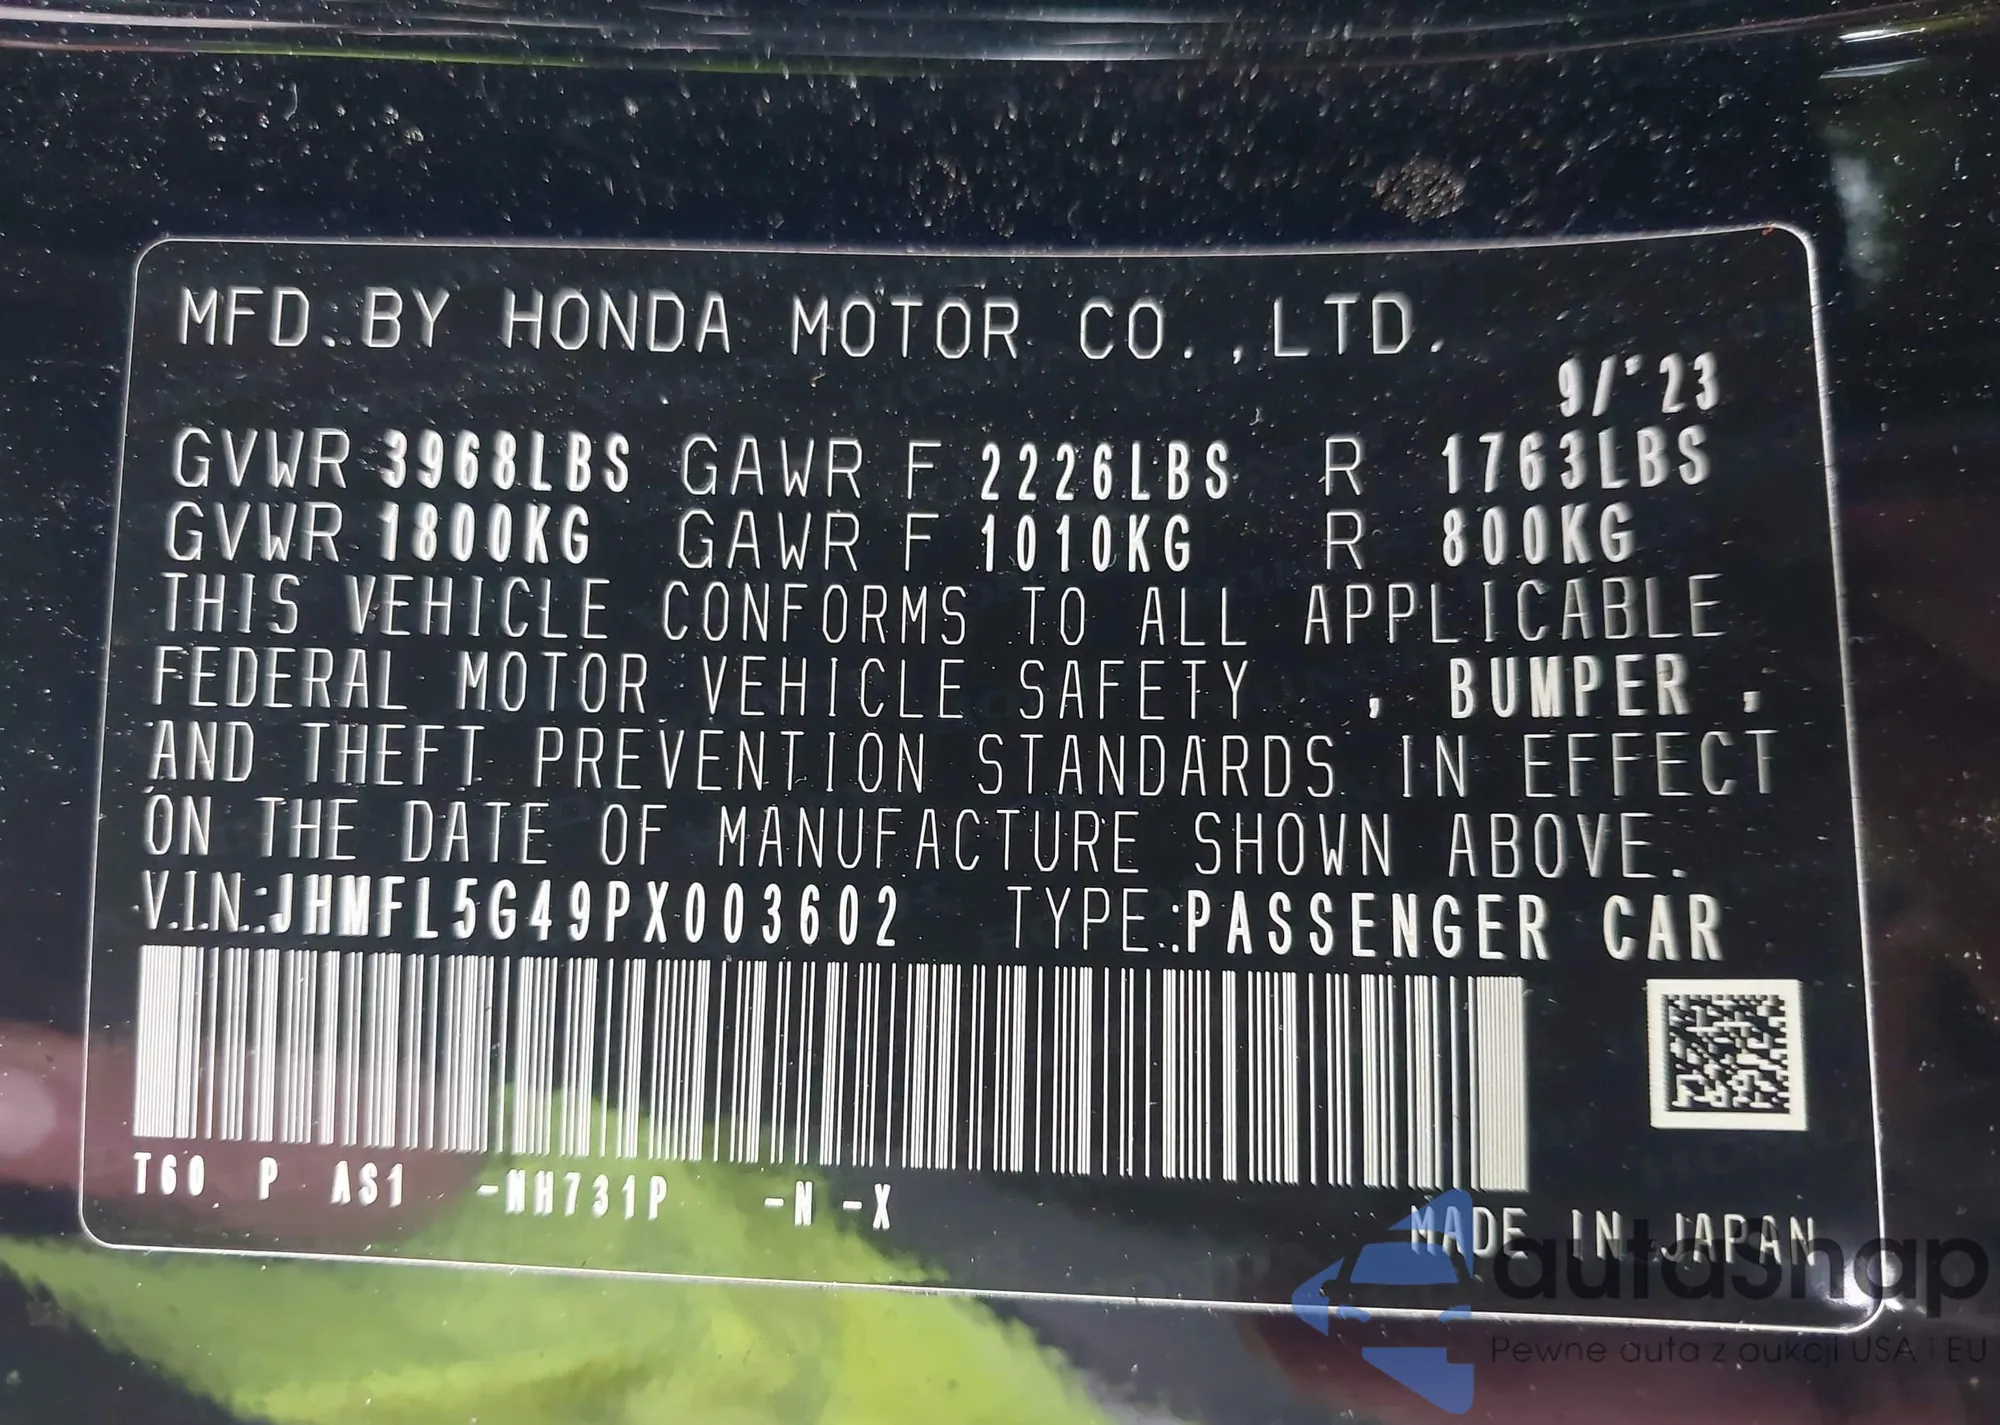 MFD. BY HONDA MOTOR CO.,LTD.
9/'23
GVWR 3968LBS GAWR F 2226LBS R 1763LBS
GVWR 1800KG GAWR F 1010KG R 800KG
THIS VEHICLE CONFORMS TO ALL APPLICABLE
FEDERAL MOTOR VEHICLE SAFETY , BUMPER ,
AND THEFT PREVENTION STANDARDS IN EFFECT
ON THE DATE OF MANUFACTURE SHOWN ABOVE.
V.I.N.:JHMFL5G49PX003602 TYPE:PASSENGER CAR
T60 P AS1 -NH731P -N -X
MADE IN JAPAN
autaSnap
Pewne auta z aukcji USA i EU